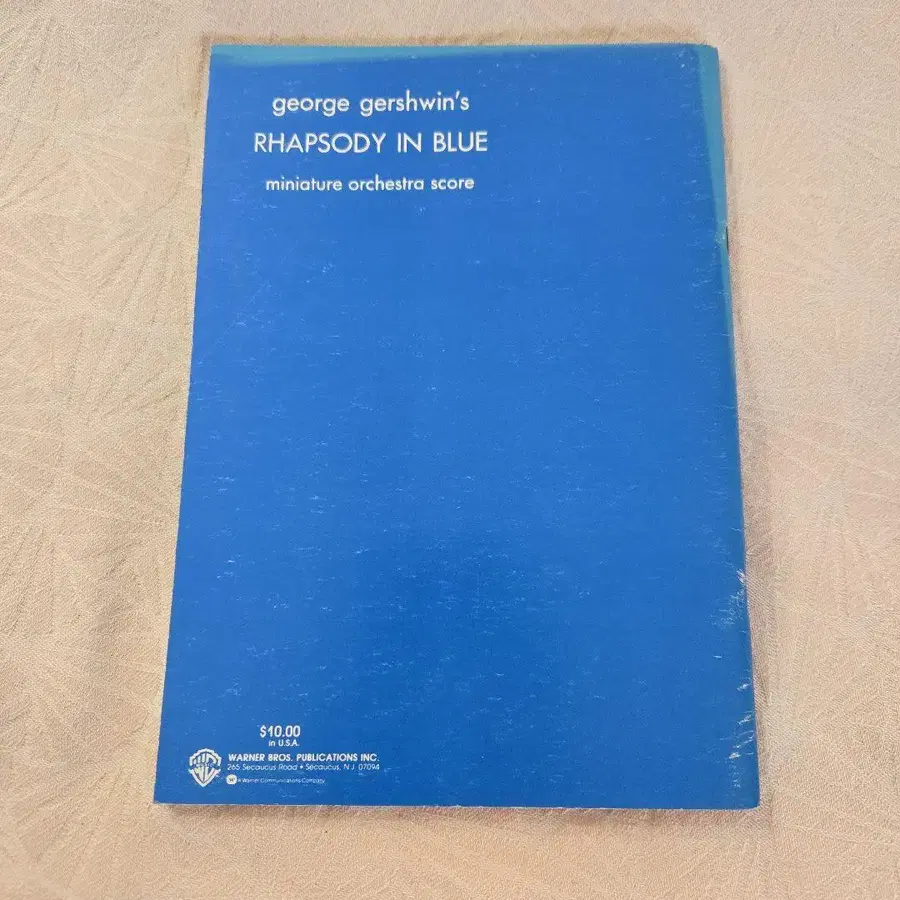 george gershwin's
RHAPSODY IN BLUE
miniature orchestra score
$10.00
in U.S.A.
WARNER BROS. PUBLICATIONS INC.
265 Secaucus Road • Secaucus, N.J. 07094
A Warner Communications Company